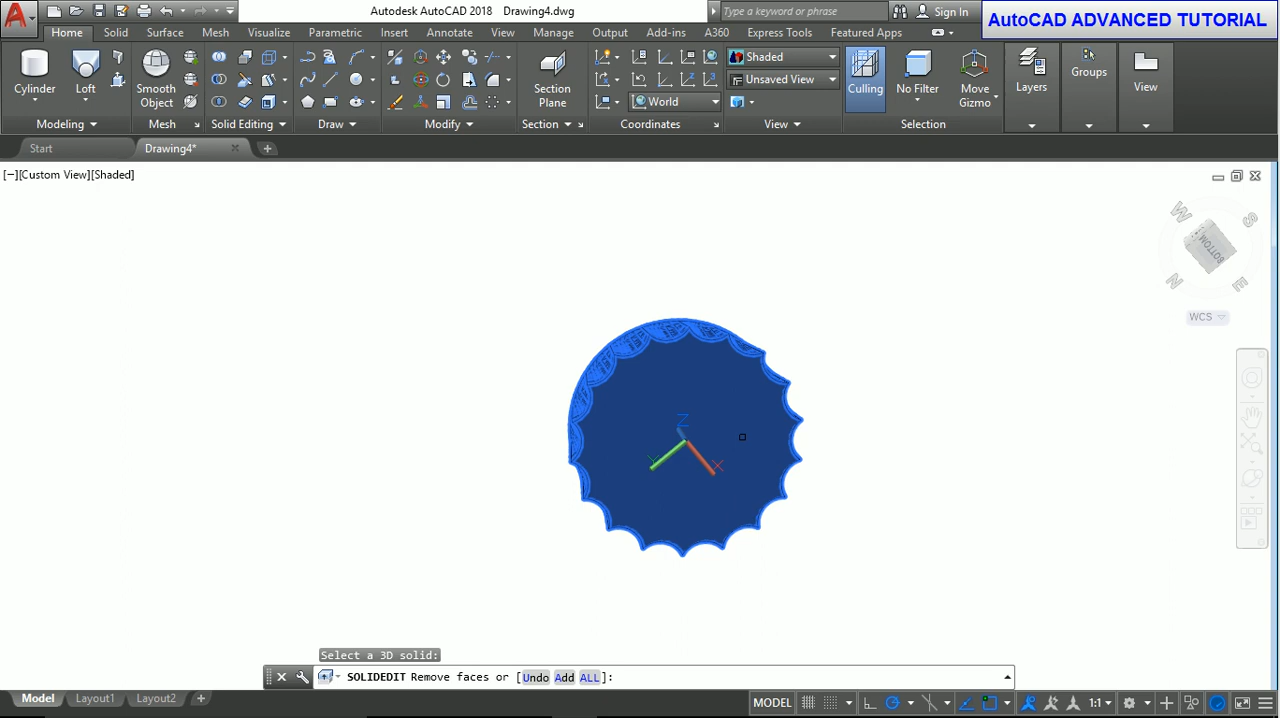 Autodesk AutoCAD 2018 Drawing4.dwg
Type a keyword or phrase
Sign In
AutoCAD ADVANCED TUTORIAL
Home Solid Surface Mesh Visualize Parametric Insert Annotate View Manage Output Add-ins A360 Express Tools Featured Apps
Cylinder
Loft
Smooth
Object
Section
Plane
World
Shaded
Unsaved View
Culling
No Filter
Move
Gizmo
Layers
Groups
View
Modeling Mesh Solid Editing Draw Modify Section Coordinates View Selection
Start Drawing4*
[−][Custom View][Shaded]
W
S
BOTTOM
N
E
WCS
Z
Y
X
Select a 3D solid:
SOLIDEDIT Remove faces or [Undo Add ALL]:
Model Layout1 Layout2
MODEL
1:1